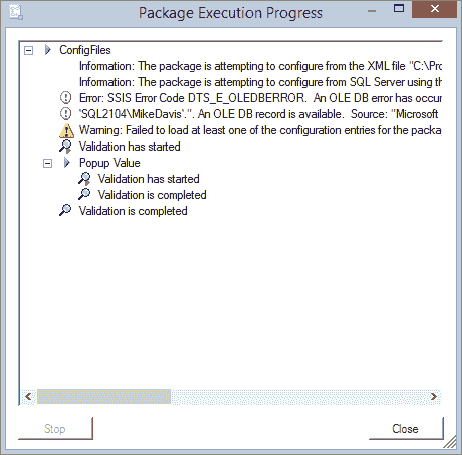 Package Execution Progress
ConfigFiles
Information: The package is attempting to configure from the XML file "C:\Pro
Information: The package is attempting to configure from SQL Server using th
Error: SSIS Error Code DTS_E_OLEDBERROR.  An OLE DB error has occur
'SQL2104\MikeDavis'.".  An OLE DB record is available.  Source: "Microsoft
Warning: Failed to load at least one of the configuration entries for the packa
Validation has started
Popup Value
Validation has started
Validation is completed
Validation is completed
Stop
Close